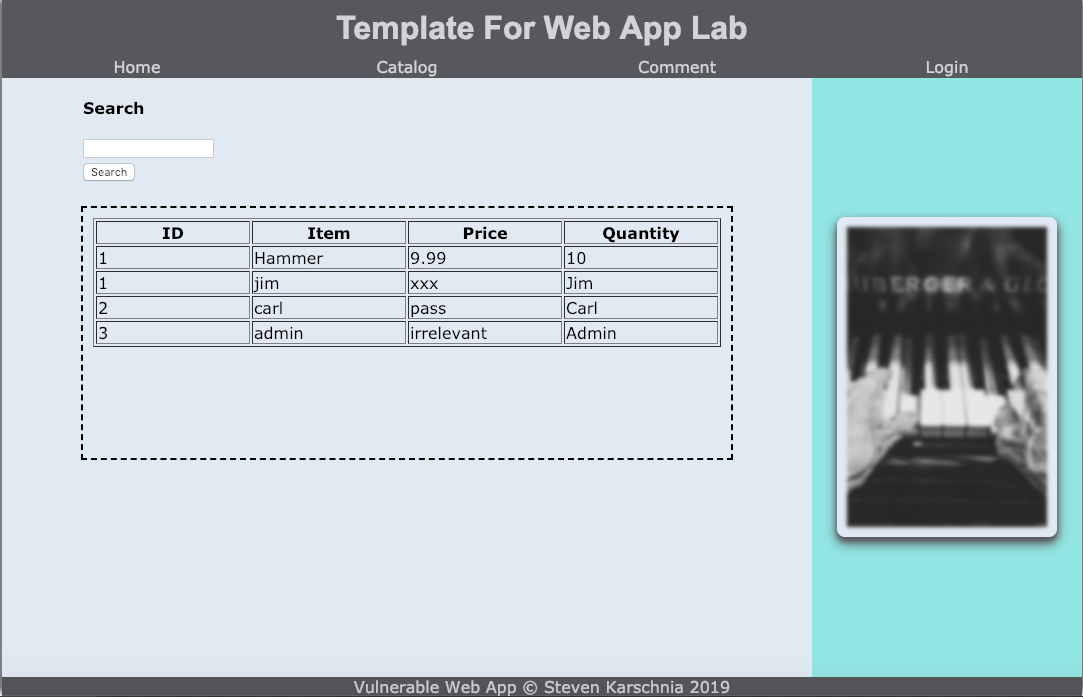 Template For Web App Lab
Home Catalog Comment Login
Search
Search
ID Item Price Quantity
1 Hammer 9.99 10
1 jim xxx Jim
2 carl pass Carl
3 admin irrelevant Admin
Vulnerable Web App © Steven Karschnia 2019